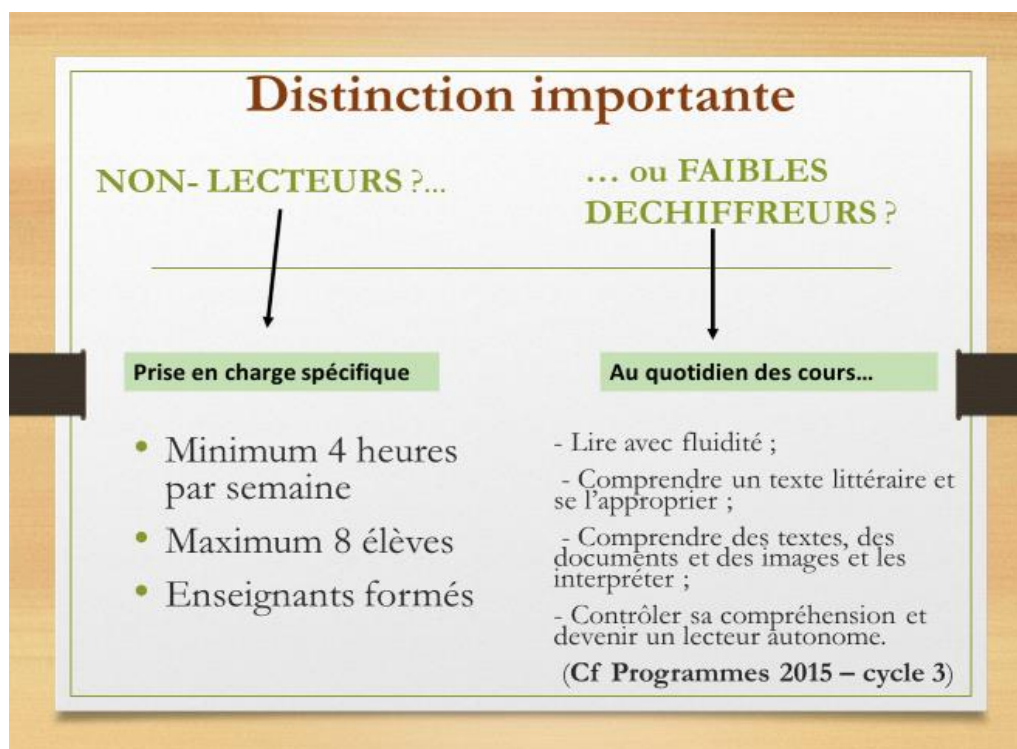 Distinction importante
NON- LECTEURS ?...
… ou FAIBLES
DECHIFFREURS ?
Prise en charge spécifique
• Minimum 4 heures
par semaine
• Maximum 8 élèves
• Enseignants formés
Au quotidien des cours…
- Lire avec fluidité ;
- Comprendre un texte littéraire et
se l’approprier ;
- Comprendre des textes, des
documents et des images et les
interpréter ;
- Contrôler sa compréhension et
devenir un lecteur autonome.
(Cf Programmes 2015 – cycle 3)